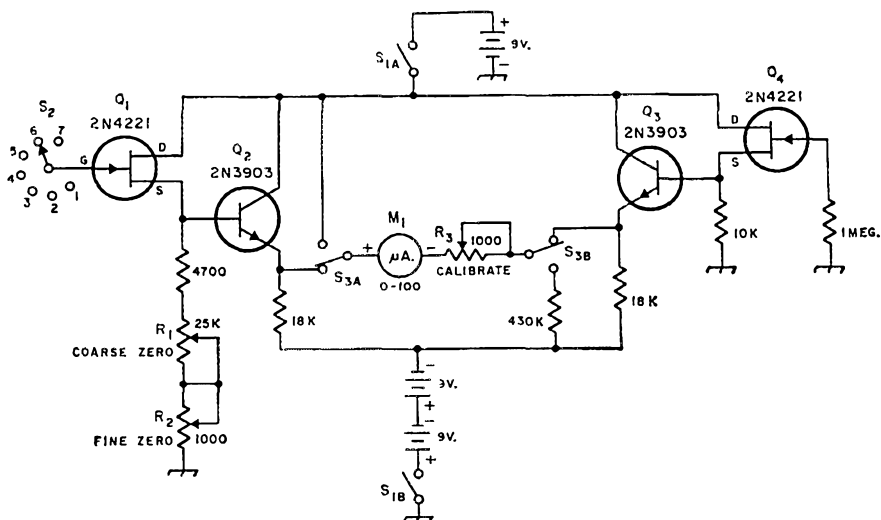 S1A
+
9V.
-
S2
6
7
5
4
3
2
1
Q1
2N4221
G
D
S
Q2
2N3903
Q3
2N3903
Q4
2N4221
D
S
M1
+
µA.
-
0-100
R3
1000
CALIBRATE
S3A
S3B
4700
18K
430K
18K
10K
1MEG.
R1
25K
COARSE ZERO
R2
1000
FINE ZERO
-
9V.
+
-
9V.
+
S1B